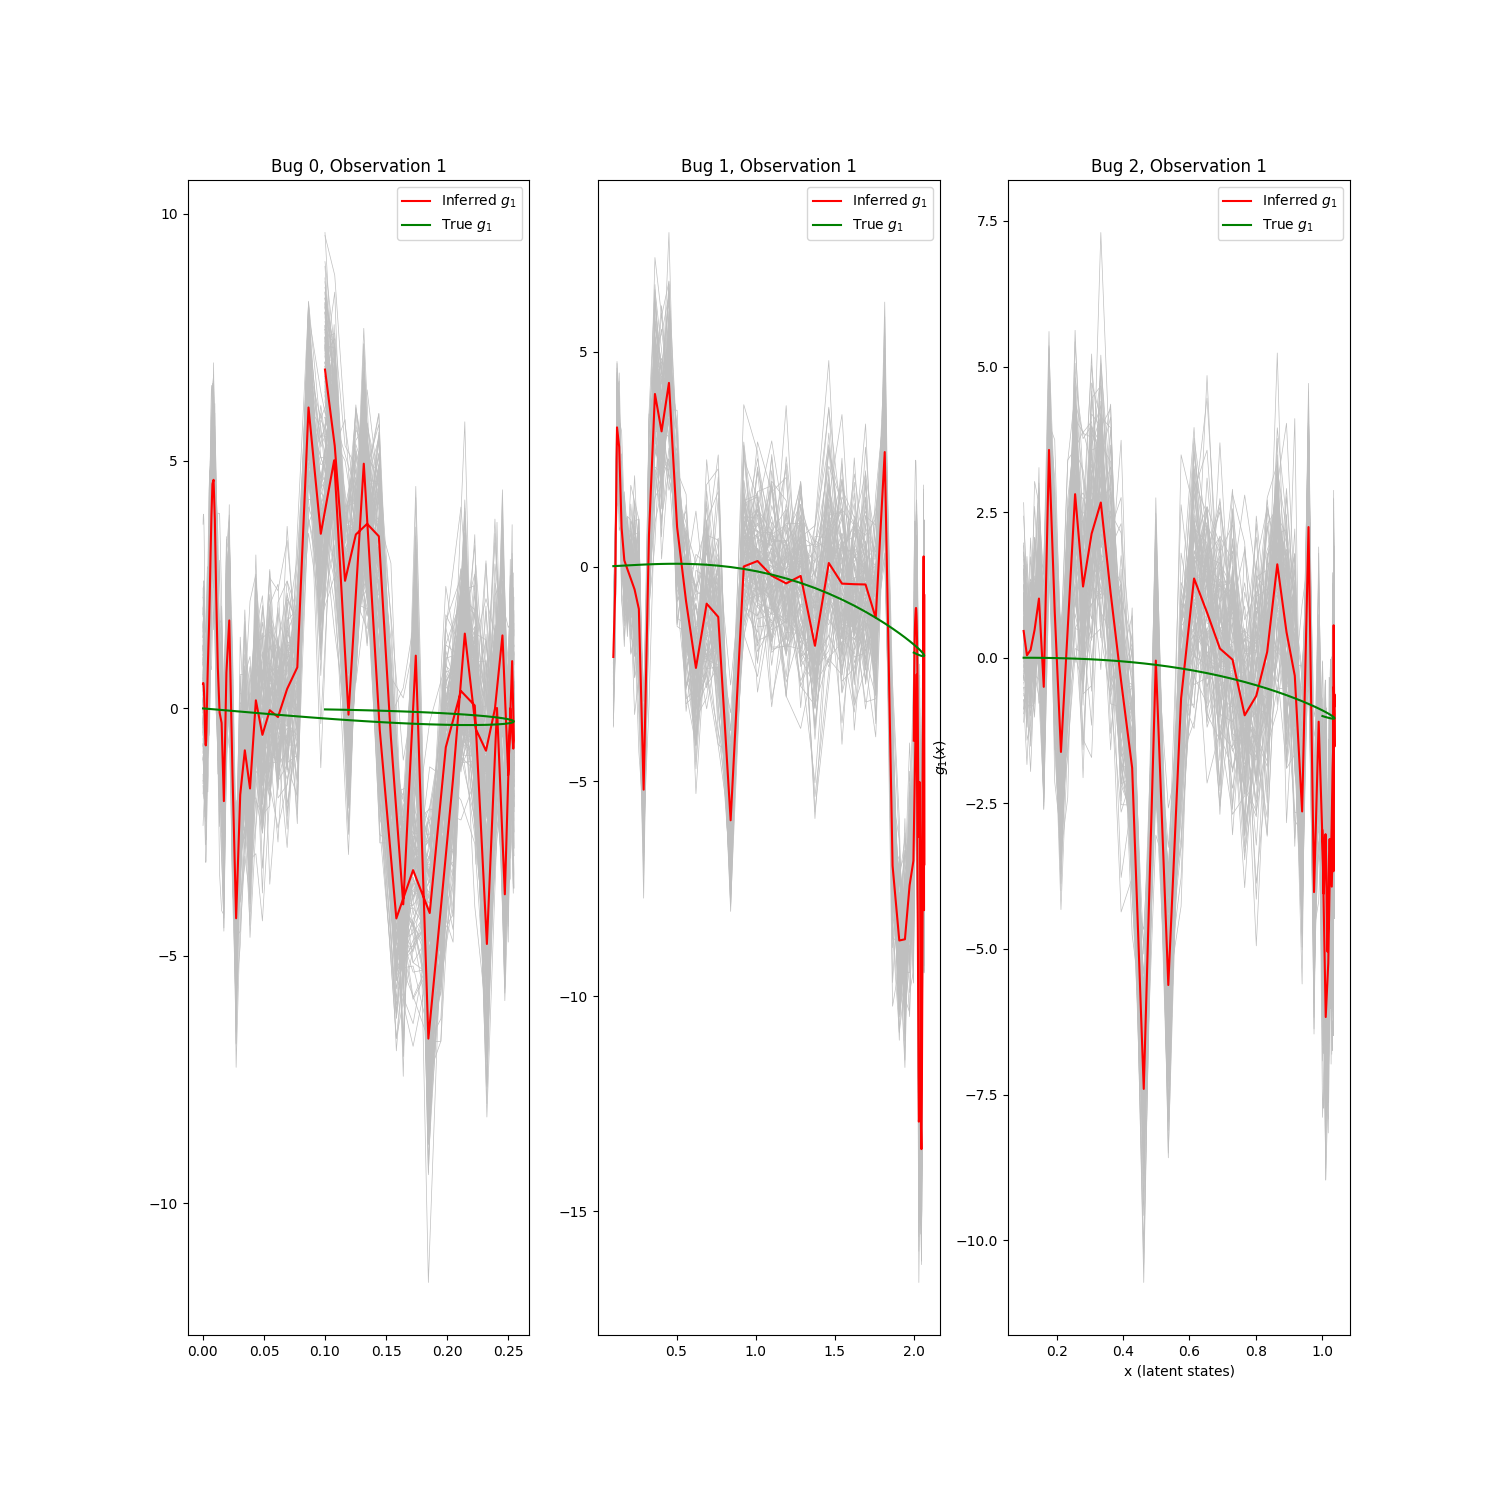 Bug 0, Observation 1
Inferred g₁
True g₁
10
5
0
−5
−10
0.00 0.05 0.10 0.15 0.20 0.25
Bug 1, Observation 1
Inferred g₁
True g₁
5
0
−5
−10
−15
0.5 1.0 1.5 2.0
Bug 2, Observation 1
Inferred g₁
True g₁
g₁(x)
7.5
5.0
2.5
0.0
−2.5
−5.0
−7.5
−10.0
0.2 0.4 0.6 0.8 1.0
x (latent states)